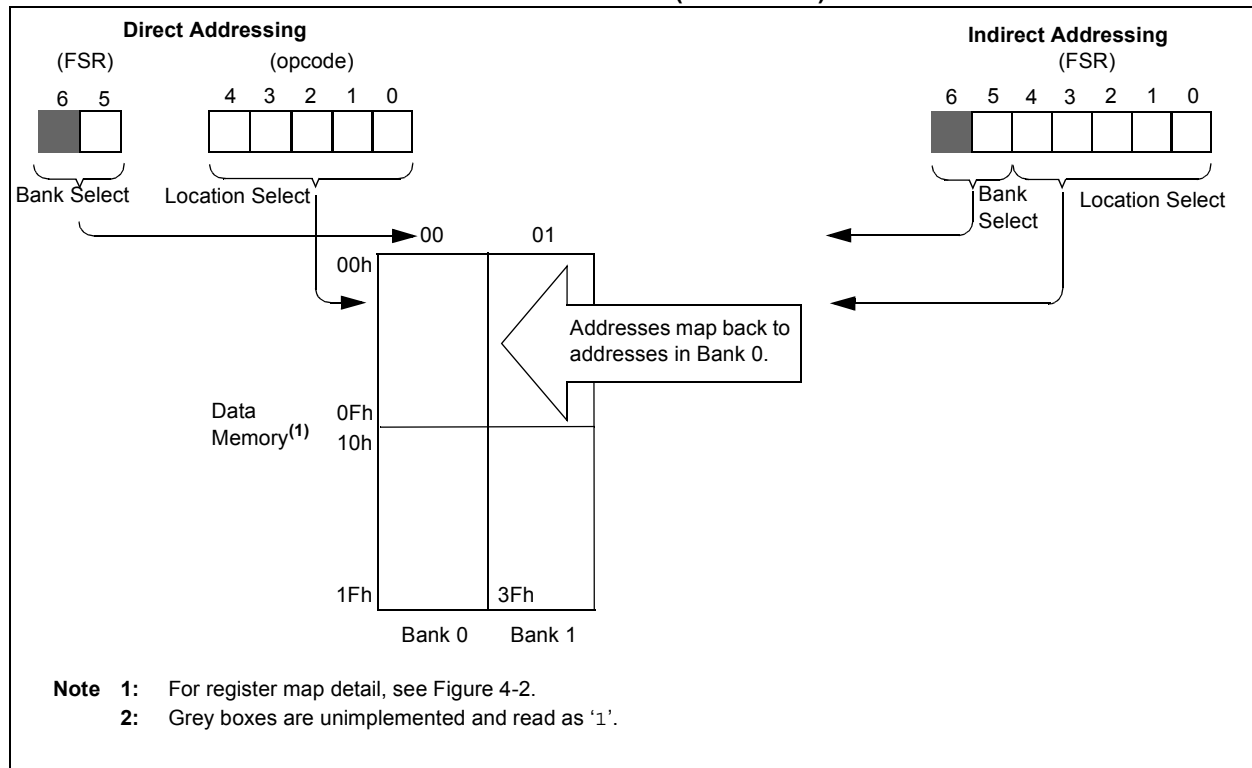 Direct Addressing
(FSR)
(opcode)
6 5
4 3 2 1 0
Bank Select
Location Select
Indirect Addressing
(FSR)
6 5 4 3 2 1 0
Bank
Select
Location Select
00
01
00h
Addresses map back to
addresses in Bank 0.
Data
Memory(1)
0Fh
10h
1Fh
3Fh
Bank 0
Bank 1
Note 1: For register map detail, see Figure 4-2.
2: Grey boxes are unimplemented and read as ‘1’.